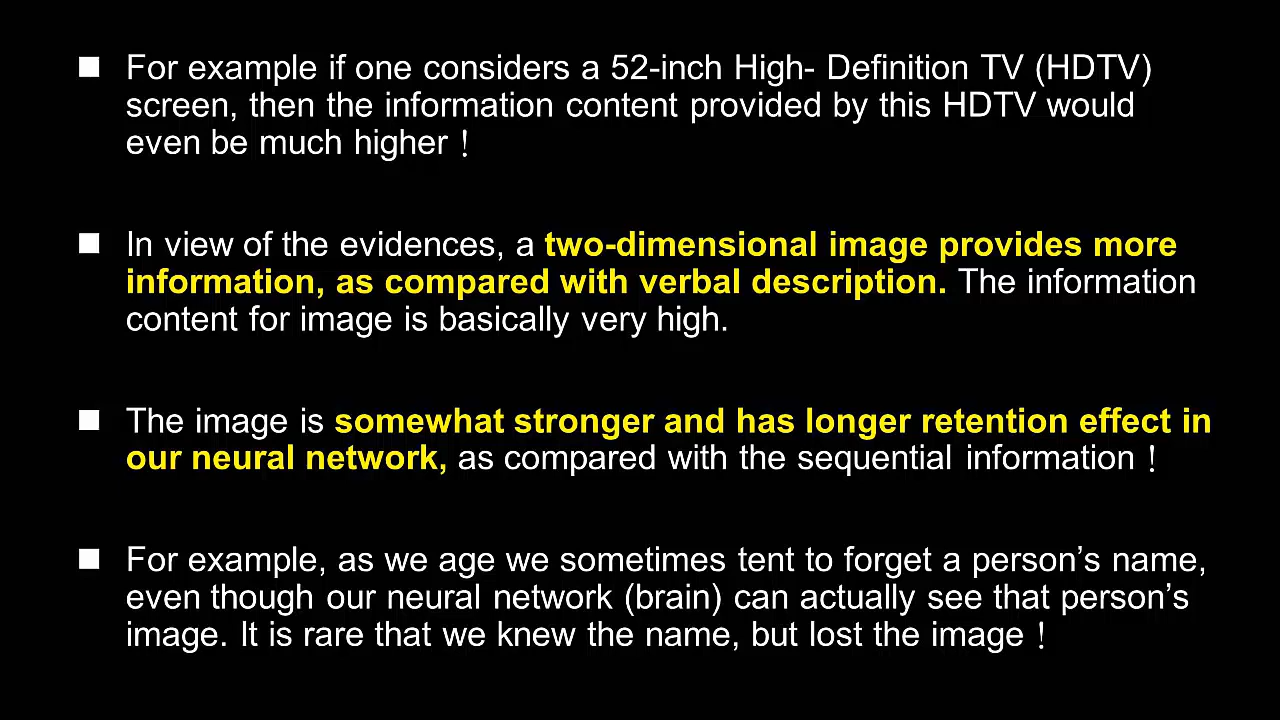 ■ For example if one considers a 52-inch High- Definition TV (HDTV)
screen, then the information content provided by this HDTV would
even be much higher！
■ In view of the evidences, a two-dimensional image provides more
information, as compared with verbal description. The information
content for image is basically very high.
■ The image is somewhat stronger and has longer retention effect in
our neural network, as compared with the sequential information！
■ For example, as we age we sometimes tent to forget a person’s name,
even though our neural network (brain) can actually see that person’s
image. It is rare that we knew the name, but lost the image！